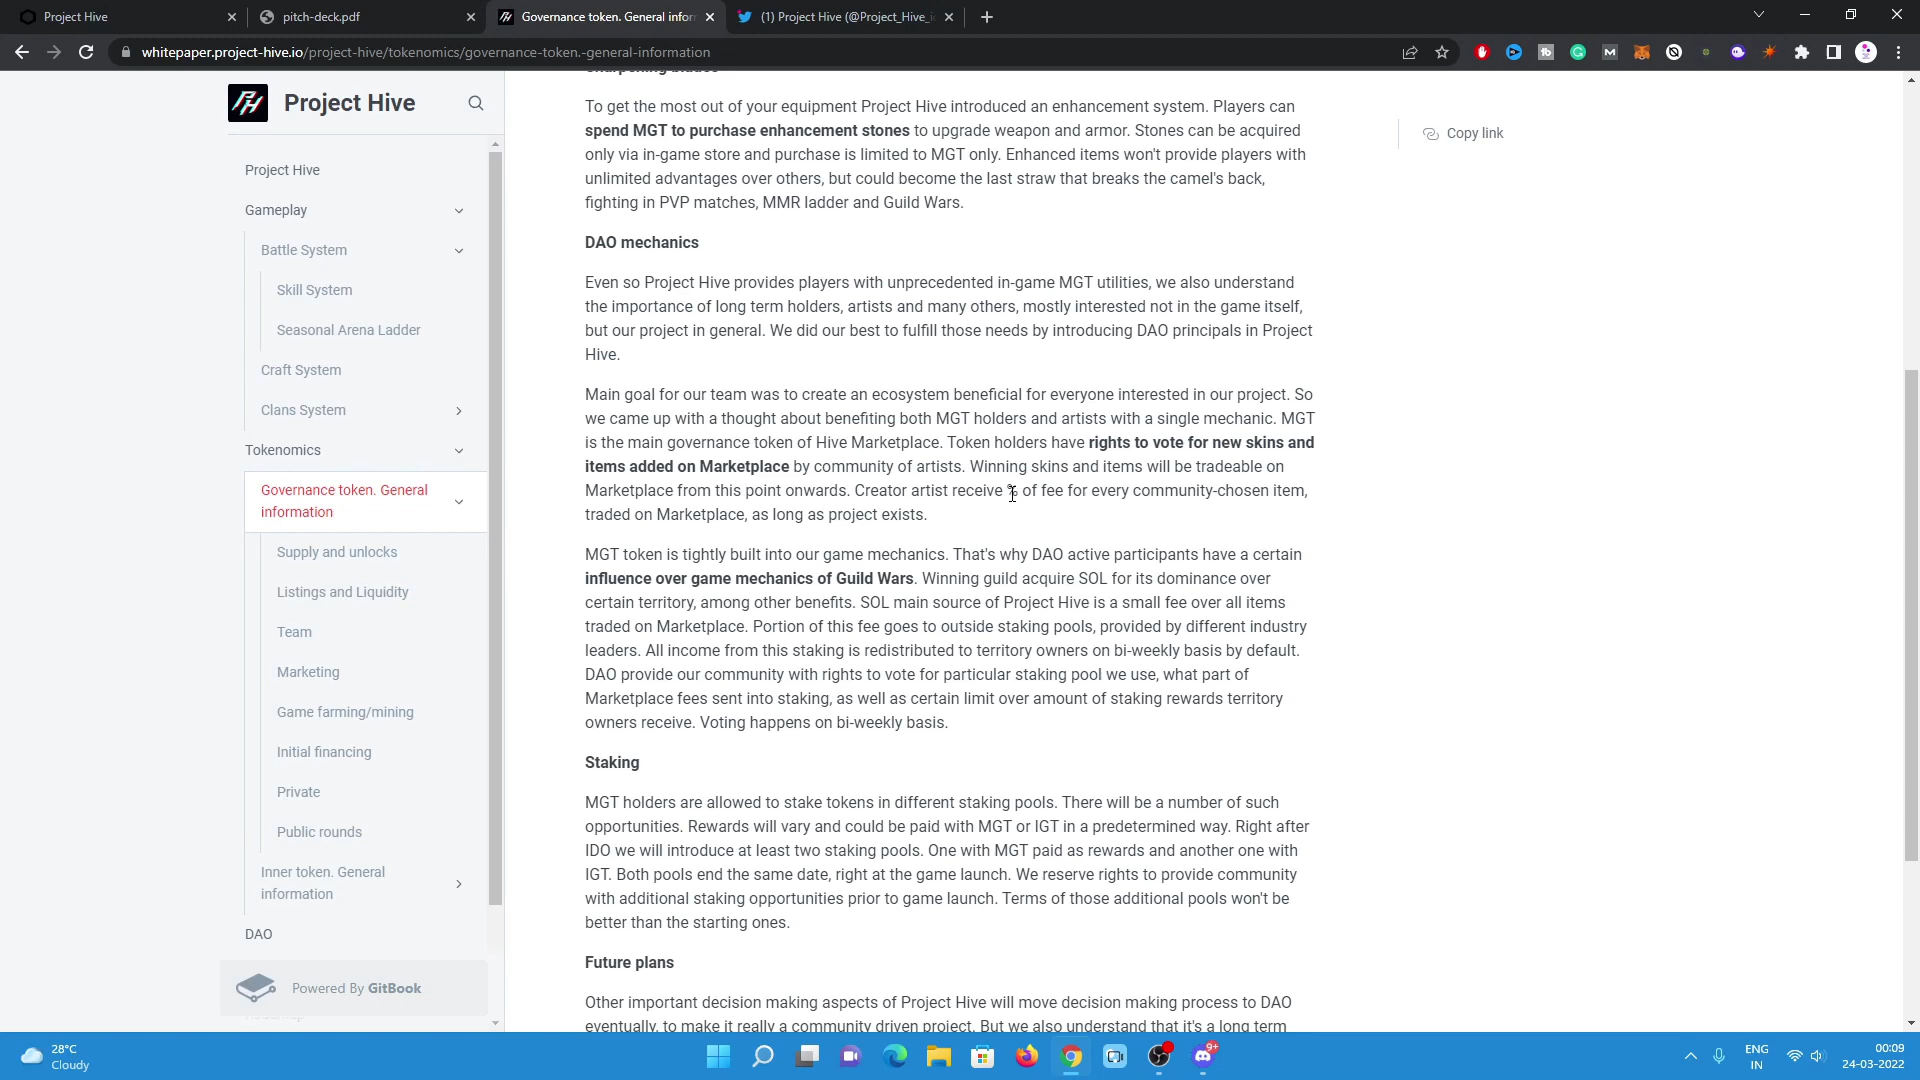 Project Hive
pitch-deck.pdf
Governance token. General infor
(1) Project Hive (@Project_Hive_i
whitepaper.project-hive.io/project-hive/tokenomics/governance-token.-general-information
Project Hive
Project Hive
Gameplay
Battle System
Skill System
Seasonal Arena Ladder
Craft System
Clans System
Tokenomics
Governance token. General
information
Supply and unlocks
Listings and Liquidity
Team
Marketing
Game farming/mining
Initial financing
Private
Public rounds
Inner token. General
information
DAO
Powered By GitBook
To get the most out of your equipment Project Hive introduced an enhancement system. Players can
spend MGT to purchase enhancement stones to upgrade weapon and armor. Stones can be acquired
only via in-game store and purchase is limited to MGT only. Enhanced items won't provide players with
unlimited advantages over others, but could become the last straw that breaks the camel's back,
fighting in PVP matches, MMR ladder and Guild Wars.
DAO mechanics
Even so Project Hive provides players with unprecedented in-game MGT utilities, we also understand
the importance of long term holders, artists and many others, mostly interested not in the game itself,
but our project in general. We did our best to fulfill those needs by introducing DAO principals in Project
Hive.
Main goal for our team was to create an ecosystem beneficial for everyone interested in our project. So
we came up with a thought about benefiting both MGT holders and artists with a single mechanic. MGT
is the main governance token of Hive Marketplace. Token holders have rights to vote for new skins and
items added on Marketplace by community of artists. Winning skins and items will be tradeable on
Marketplace from this point onwards. Creator artist receive % of fee for every community-chosen item,
traded on Marketplace, as long as project exists.
MGT token is tightly built into our game mechanics. That's why DAO active participants have a certain
influence over game mechanics of Guild Wars. Winning guild acquire SOL for its dominance over
certain territory, among other benefits. SOL main source of Project Hive is a small fee over all items
traded on Marketplace. Portion of this fee goes to outside staking pools, provided by different industry
leaders. All income from this staking is redistributed to territory owners on bi-weekly basis by default.
DAO provide our community with rights to vote for particular staking pool we use, what part of
Marketplace fees sent into staking, as well as certain limit over amount of staking rewards territory
owners receive. Voting happens on bi-weekly basis.
Staking
MGT holders are allowed to stake tokens in different staking pools. There will be a number of such
opportunities. Rewards will vary and could be paid with MGT or IGT in a predetermined way. Right after
IDO we will introduce at least two staking pools. One with MGT paid as rewards and another one with
IGT. Both pools end the same date, right at the game launch. We reserve rights to provide community
with additional staking opportunities prior to game launch. Terms of those additional pools won't be
better than the starting ones.
Future plans
Other important decision making aspects of Project Hive will move decision making process to DAO
eventually, to make it really a community driven project. But we also understand that it's a long term
Copy link
28°C
Cloudy
9+
ENG
IN
00:09
24-03-2022